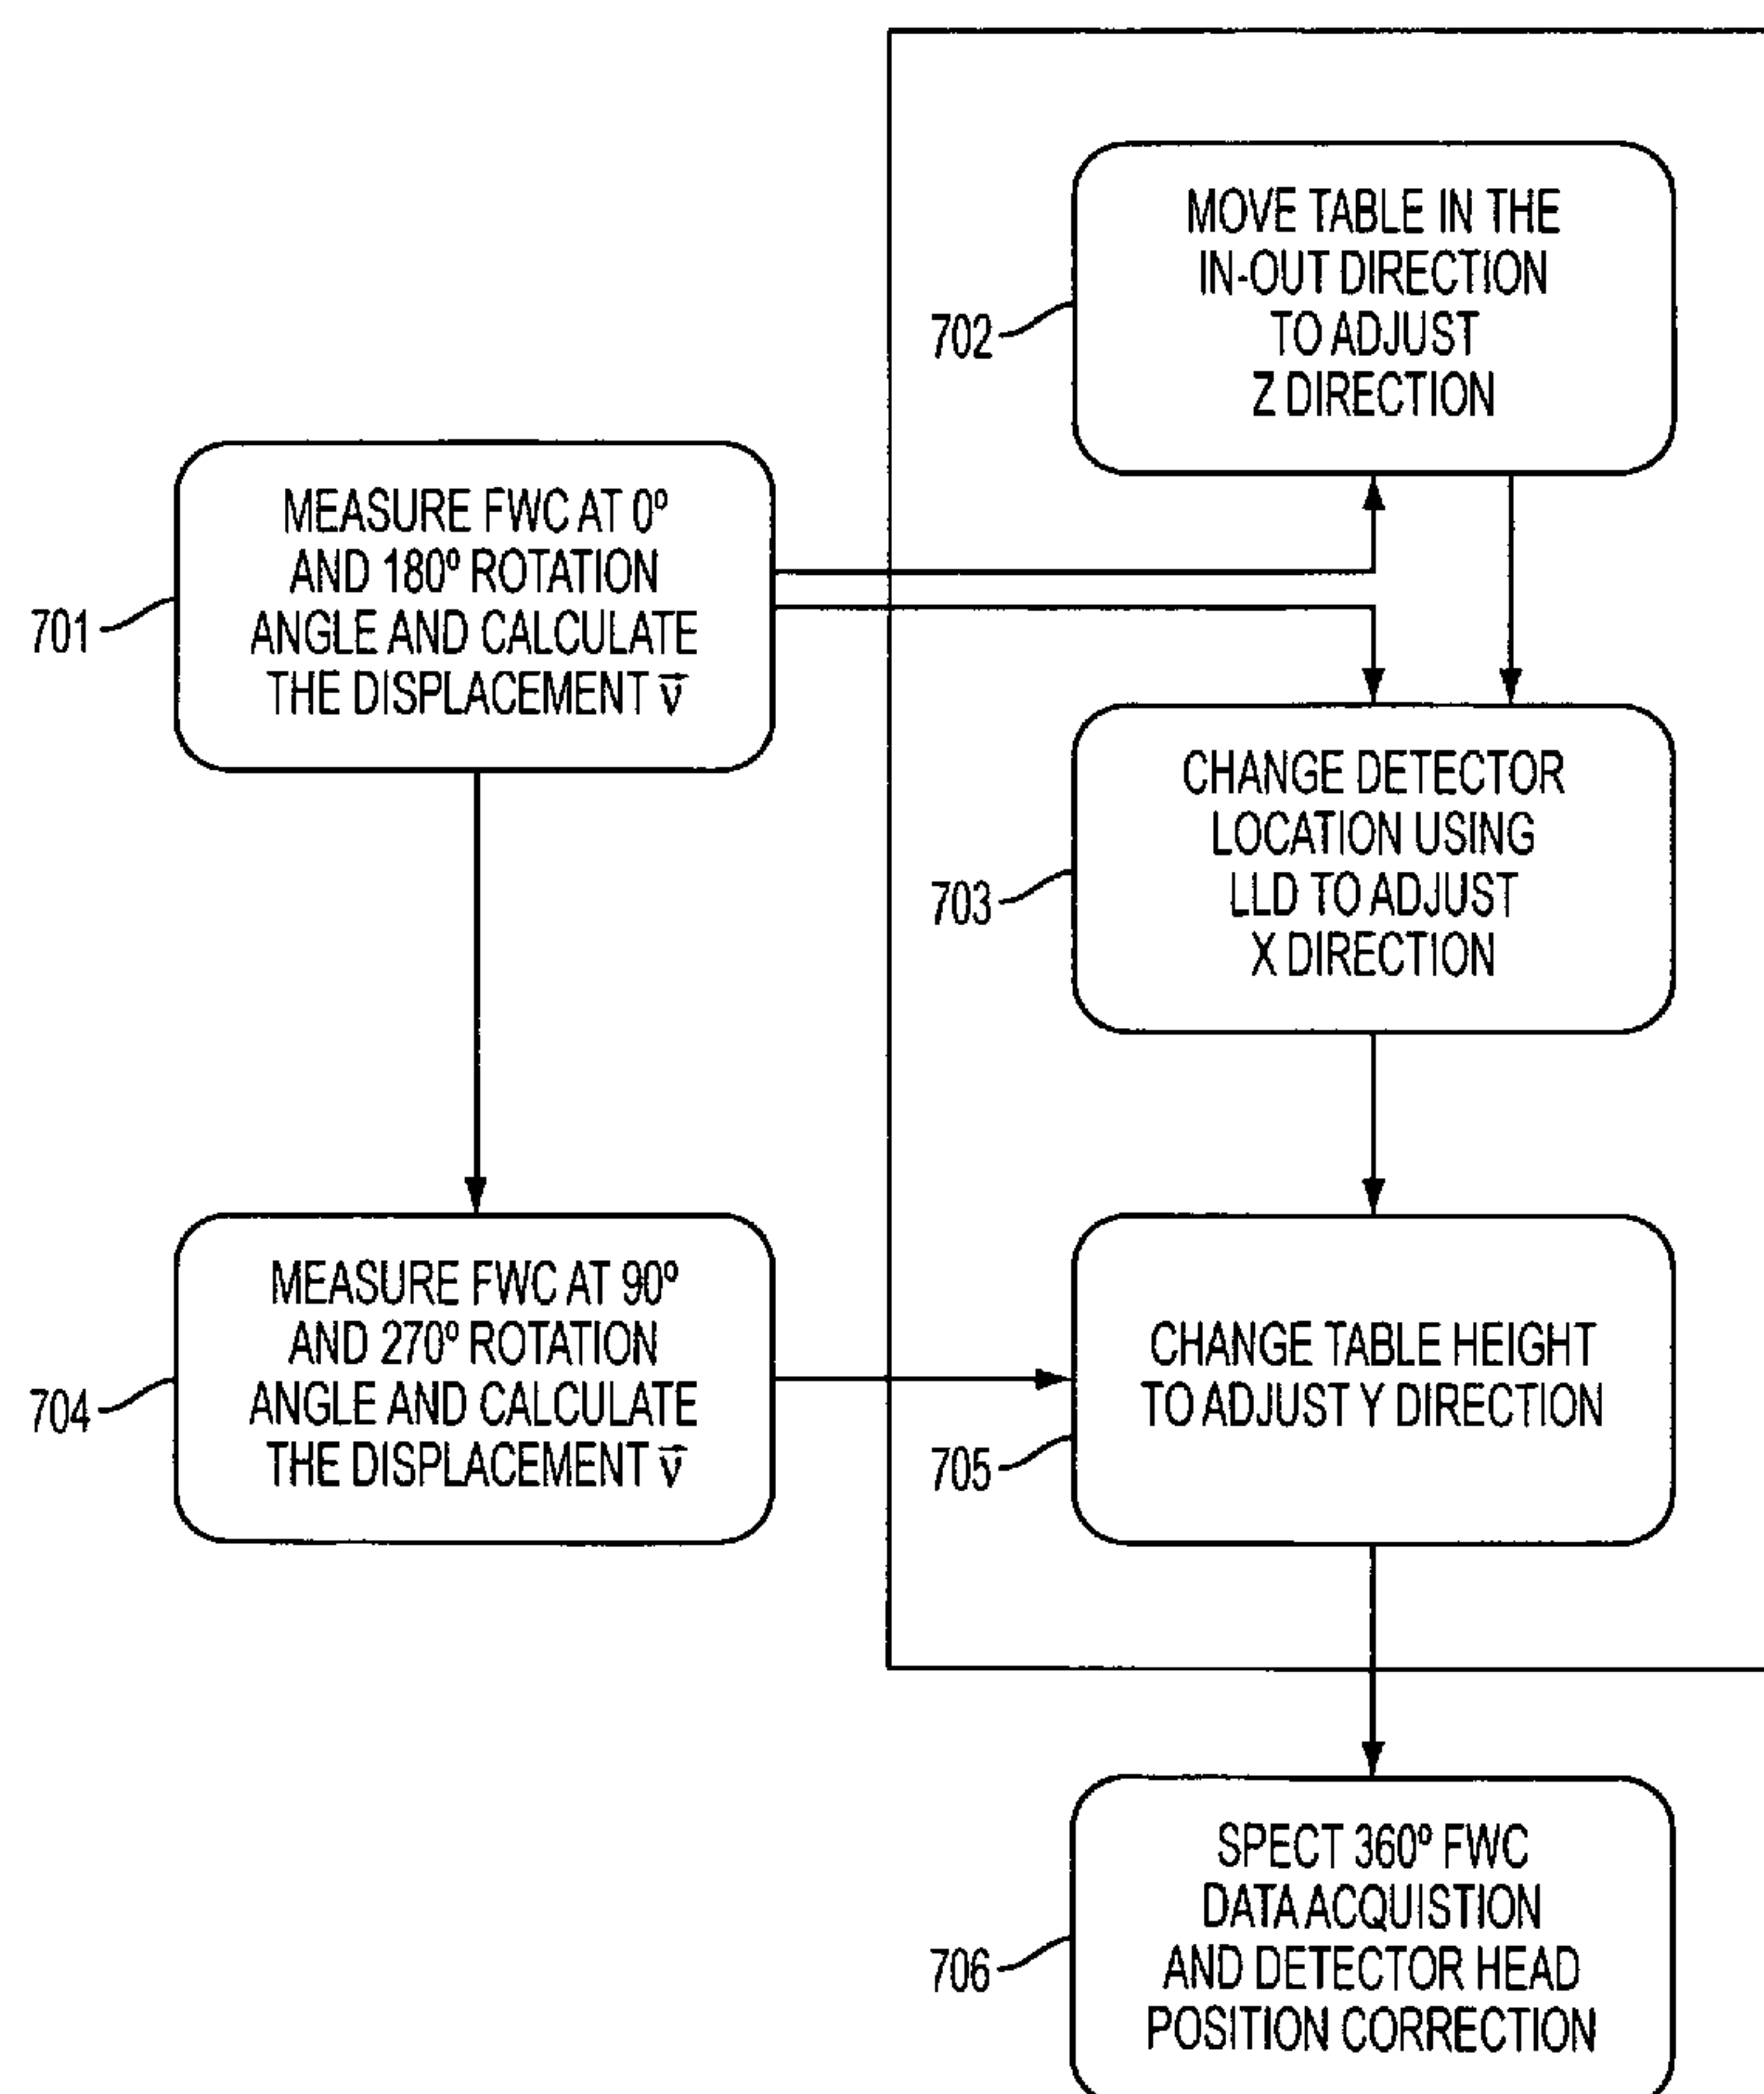 MOVE TABLE IN THE
IN-OUT DIRECTION
TO ADJUST
Z DIRECTION
702
MEASURE FWC AT 0º
AND 180º ROTATION
ANGLE AND CALCULATE
THE DISPLACEMENT v⃗
701
CHANGE DETECTOR
LOCATION USING
LLD TO ADJUST
X DIRECTION
703
MEASURE FWC AT 90º
AND 270º ROTATION
ANGLE AND CALCULATE
THE DISPLACEMENT v⃗
704
CHANGE TABLE HEIGHT
TO ADJUST Y DIRECTION
705
SPECT 360º FWC
DATA ACQUISTION
AND DETECTOR HEAD
POSITION CORRECTION
706